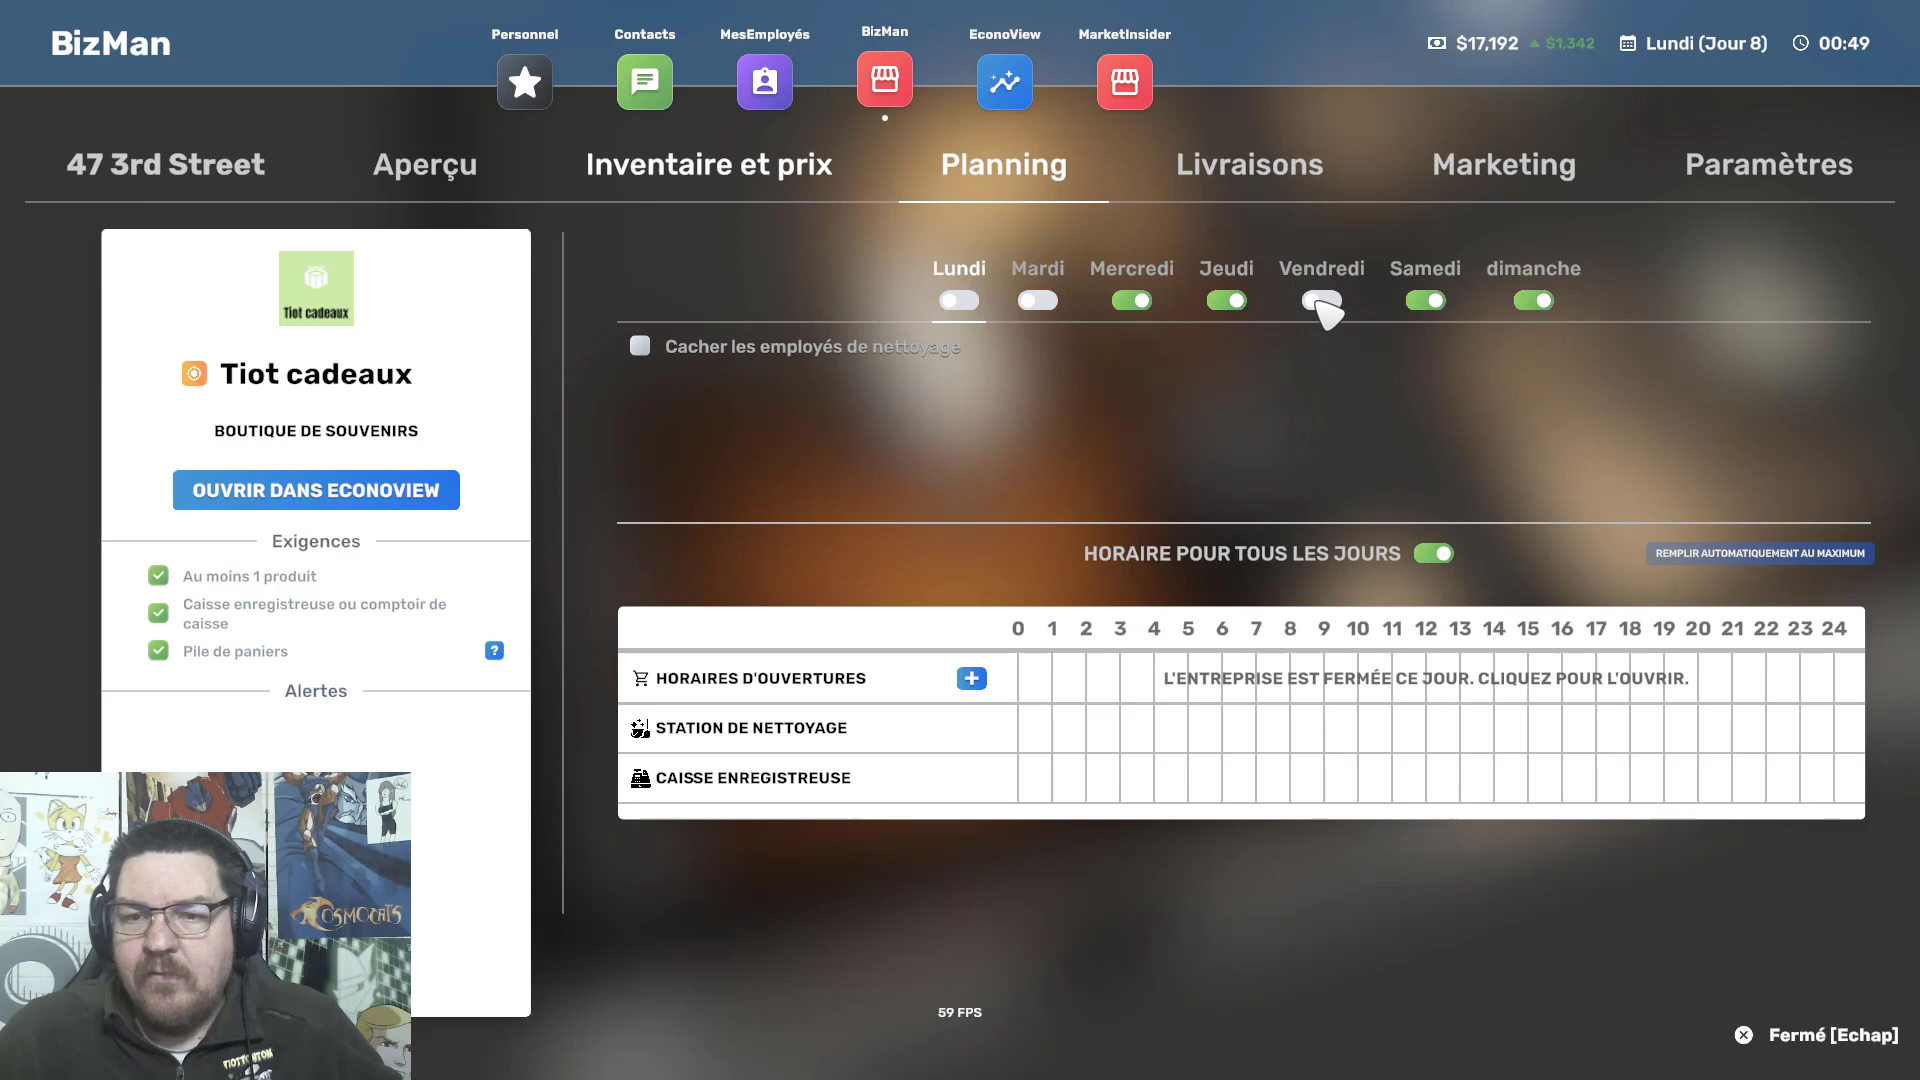 BizMan
Personnel
Contacts
MesEmployés
BizMan
EconoView
MarketInsider
$17,192
$1,342
Lundi (Jour 8)
00:49
47 3rd Street
Aperçu
Inventaire et prix
Planning
Livraisons
Marketing
Paramètres
Tiot cadeaux
Tiot cadeaux
BOUTIQUE DE SOUVENIRS
OUVRIR DANS ECONOVIEW
Exigences
Au moins 1 produit
Caisse enregistreuse ou comptoir de
caisse
Pile de paniers
?
Alertes
Lundi
Mardi
Mercredi
Jeudi
Vendredi
Samedi
dimanche
Cacher les employés de nettoyage
HORAIRE POUR TOUS LES JOURS
REMPLIR AUTOMATIQUEMENT AU MAXIMUM
0 1 2 3 4 5 6 7 8 9 10 11 12 13 14 15 16 17 18 19 20 21 22 23 24
HORAIRES D'OUVERTURES
L'ENTREPRISE EST FERMÉE CE JOUR. CLIQUEZ POUR L'OUVRIR.
STATION DE NETTOYAGE
CAISSE ENREGISTREUSE
COSMOCATS
59 FPS
Fermé [Echap]